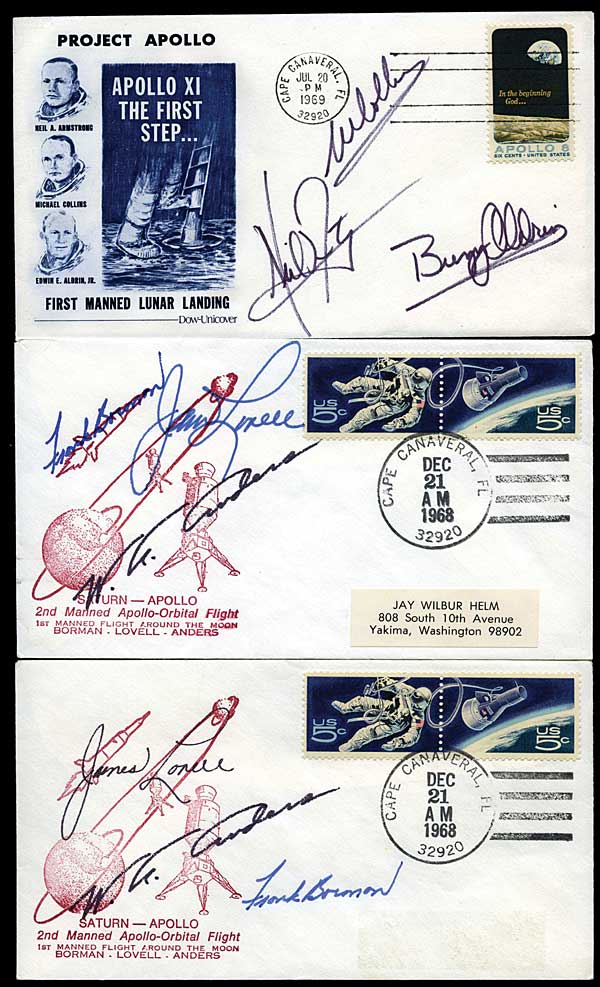 PROJECT APOLLO
NEIL A. ARMSTRONG
MICHAEL COLLINS
EDWIN E. ALDRIN, JR.
APOLLO XI
THE FIRST
STEP...
FIRST MANNED LUNAR LANDING
Dow-Unicover
CAPE CANAVERAL, FL
JUL 20
PM
1969
32920
In the beginning
God...
APOLLO 8
SIX CENTS · UNITED STATES
M Collins
Buzz Aldrin
Frank Borman
Jim Lovell
W. A. Anders
SATURN — APOLLO
2nd Manned Apollo-Orbital Flight
1ST MANNED FLIGHT AROUND THE MOON
BORMAN - LOVELL - ANDERS
US
5c
US
5c
CAPE CANAVERAL, FL
DEC
21
AM
1968
32920
JAY WILBUR HELM
808 South 10th Avenue
Yakima, Washington 98902
James Lovell
W. A. Anders
SATURN — APOLLO
2nd Manned Apollo-Orbital Flight
1ST MANNED FLIGHT AROUND THE MOON
BORMAN - LOVELL - ANDERS
US
5c
US
5c
CAPE CANAVERAL, FL
DEC
21
AM
1968
32920
Frank Borman